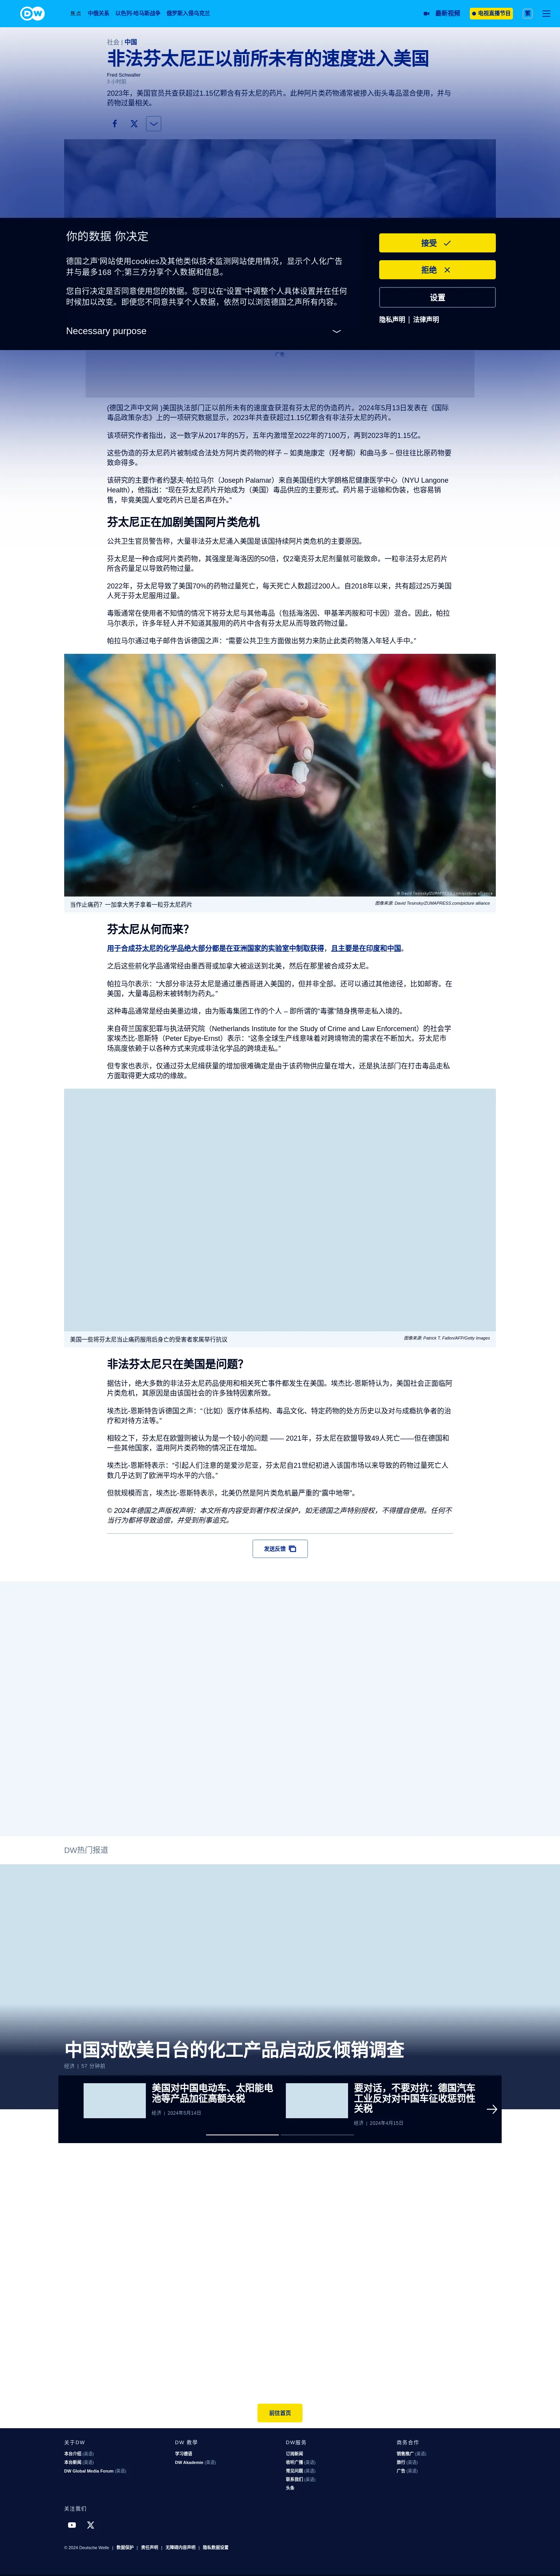 DW
焦点 中俄关系 以色列-哈马斯战争 俄罗斯入侵乌克兰 最新视频 电视直播节目 繁
社会 | 中国
非法芬太尼正以前所未有的速度进入美国
Fred Schwaller
3 小时前
2023年，美国官员共查获超过1.15亿颗含有芬太尼的药片。此种阿片类药物通常被掺入街头毒品混合使用，并与
药物过量相关。
你的数据 你决定
德国之声'网站使用cookies及其他类似技术监测网站使用情况，显示个人化广告
并与最多168 个;第三方分享个人数据和信息。
您自行决定是否同意使用您的数据。您可以在“设置“中调整个人具体设置并在任何
时候加以改变。即便您不同意共享个人数据，依然可以浏览德国之声所有内容。
Necessary purpose
接受
拒绝
设置
隐私声明 | 法律声明
广告
(德国之声中文网 )美国执法部门正以前所未有的速度查获混有芬太尼的伪造药片。2024年5月13日发表在《国际
毒品政策杂志》上的一项研究数据显示，2023年共查获超过1.15亿颗含有非法芬太尼的药片。
该项研究作者指出，这一数字从2017年的5万，五年内激增至2022年的7100万，再到2023年的1.15亿。
这些伪造的芬太尼药片被制成合法处方阿片类药物的样子 – 如奥施康定（羟考酮）和曲马多 – 但往往比原药物要
致命得多。
该研究的主要作者约瑟夫·帕拉马尔（Joseph Palamar）来自美国纽约大学朗格尼健康医学中心（NYU Langone
Health），他指出：“现在芬太尼药片开始成为（美国）毒品供应的主要形式。药片易于运输和伪装，也容易销
售，毕竟美国人爱吃药片已是名声在外。”
芬太尼正在加剧美国阿片类危机
公共卫生官员警告称，大量非法芬太尼涌入美国是该国持续阿片类危机的主要原因。
芬太尼是一种合成阿片类药物，其强度是海洛因的50倍，仅2毫克芬太尼剂量就可能致命。一粒非法芬太尼药片
所含药量足以导致药物过量。
2022年，芬太尼导致了美国70%的药物过量死亡，每天死亡人数超过200人。自2018年以来，共有超过25万美国
人死于芬太尼服用过量。
毒贩通常在使用者不知情的情况下将芬太尼与其他毒品（包括海洛因、甲基苯丙胺和可卡因）混合。因此，帕拉
马尔表示，许多年轻人并不知道其服用的药片中含有芬太尼从而导致药物过量。
帕拉马尔通过电子邮件告诉德国之声：“需要公共卫生方面做出努力来防止此类药物落入年轻人手中。”
© David Tesinsky/ZUMAPRESS.com/picture alliance
当作止痛药？一加拿大男子拿着一粒芬太尼药片
图像来源: David Tesinsky/ZUMAPRESS.com/picture alliance
芬太尼从何而来？
用于合成芬太尼的化学品绝大部分都是在亚洲国家的实验室中制取获得，且主要是在印度和中国。
之后这些前化学品通常经由墨西哥或加拿大被运送到北美，然后在那里被合成芬太尼。
帕拉马尔表示：“大部分非法芬太尼是通过墨西哥进入美国的，但并非全部。还可以通过其他途径，比如邮寄。在
美国，大量毒品粉末被转制为药丸。”
这种毒品通常是经由美墨边境，由为贩毒集团工作的个人 – 即所谓的“毒骡”随身携带走私入境的。
来自荷兰国家犯罪与执法研究院（Netherlands Institute for the Study of Crime and Law Enforcement）的社会学
家埃杰比-恩斯特（Peter Ejbye-Ernst）表示：“这条全球生产线意味着对跨境物流的需求在不断加大。芬太尼市
场高度依赖于以各种方式来完成非法化学品的跨境走私。”
但专家也表示，仅通过芬太尼缉获量的增加很难确定是由于该药物供应量在增大，还是执法部门在打击毒品走私
方面取得更大成功的缘故。
美国一些将芬太尼当止痛药服用后身亡的受害者家属举行抗议
图像来源: Patrick T. Fallon/AFP/Getty Images
非法芬太尼只在美国是问题？
据估计，绝大多数的非法芬太尼药品使用和相关死亡事件都发生在美国。埃杰比-恩斯特认为，美国社会正面临阿
片类危机，其原因是由该国社会的许多独特因素所致。
埃杰比-恩斯特告诉德国之声：“（比如）医疗体系结构、毒品文化、特定药物的处方历史以及对与成瘾抗争者的治
疗和对待方法等。”
相较之下，芬太尼在欧盟则被认为是一个较小的问题 —— 2021年，芬太尼在欧盟导致49人死亡——但在德国和
一些其他国家，滥用阿片类药物的情况正在增加。
埃杰比-恩斯特表示：“引起人们注意的是爱沙尼亚，芬太尼自21世纪初进入该国市场以来导致的药物过量死亡人
数几乎达到了欧洲平均水平的六倍。”
但就规模而言，埃杰比-恩斯特表示，北美仍然是阿片类危机最严重的“震中地带”。
© 2024年德国之声版权声明：本文所有内容受到著作权法保护，如无德国之声特别授权，不得擅自使用。任何不
当行为都将导致追偿，并受到刑事追究。
发送反馈
DW热门报道
中国对欧美日台的化工产品启动反倾销调查
经济 | 57 分钟前
美国对中国电动车、太阳能电
池等产品加征高额关税
经济 | 2024年5月14日
要对话，不要对抗：德国汽车
工业反对对中国车征收惩罚性
关税
经济 | 2024年4月15日
前往首页
关于DW
本台介绍 (英语)
本台新闻 (英语)
DW Global Media Forum (英语)
DW 教学
学习德语
DW Akademie (英语)
DW服务
订阅新闻
收听广播 (英语)
常见问题 (英语)
联系我们 (英语)
头条
商务合作
销售推广 (英语)
旅行 (英语)
广告 (英语)
关注我们
© 2024 Deutsche Welle | 数据保护 | 责任声明 | 无障碍内容声明 | 隐私数据设置